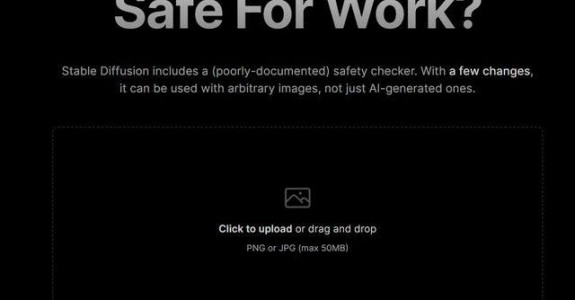 Safe For Work?
Stable Diffusion includes a (poorly-documented) safety checker. With a few changes,
it can be used with arbitrary images, not just AI-generated ones.
Click to upload or drag and drop
PNG or JPG (max 50MB)